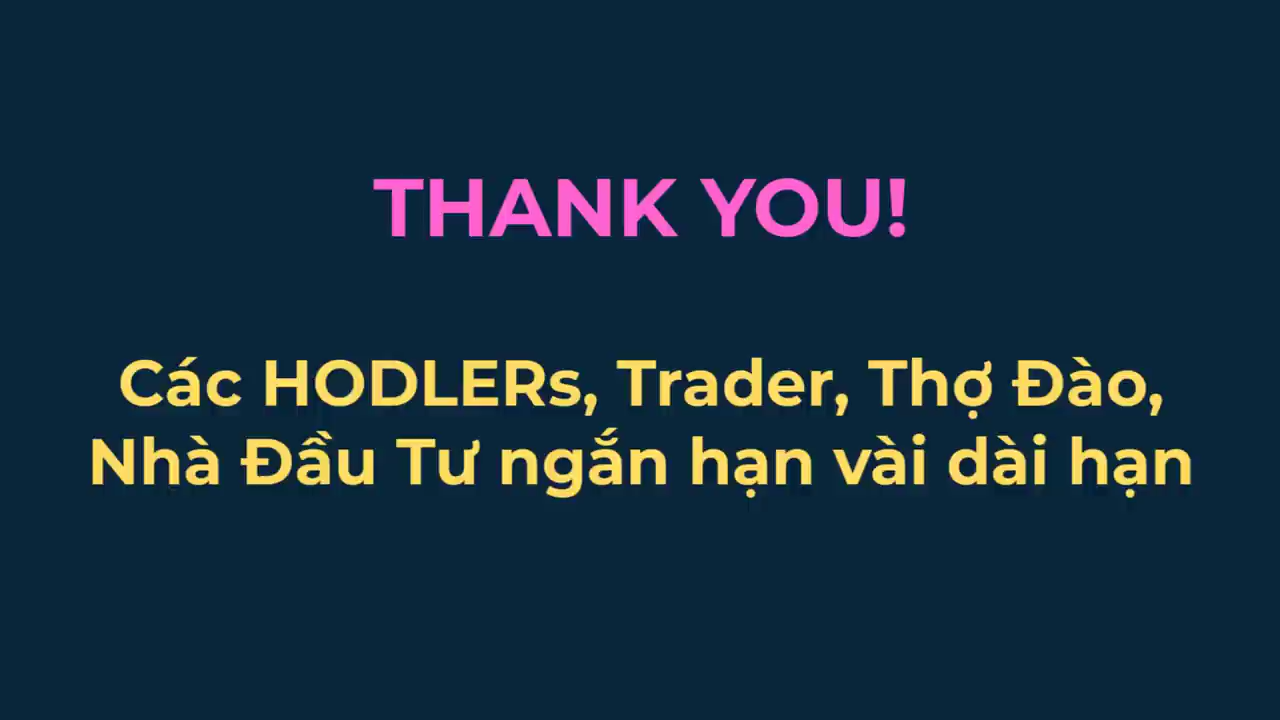 THANK YOU!
Các HODLERs, Trader, Thợ Đào,
Nhà Đầu Tư ngắn hạn vài dài hạn